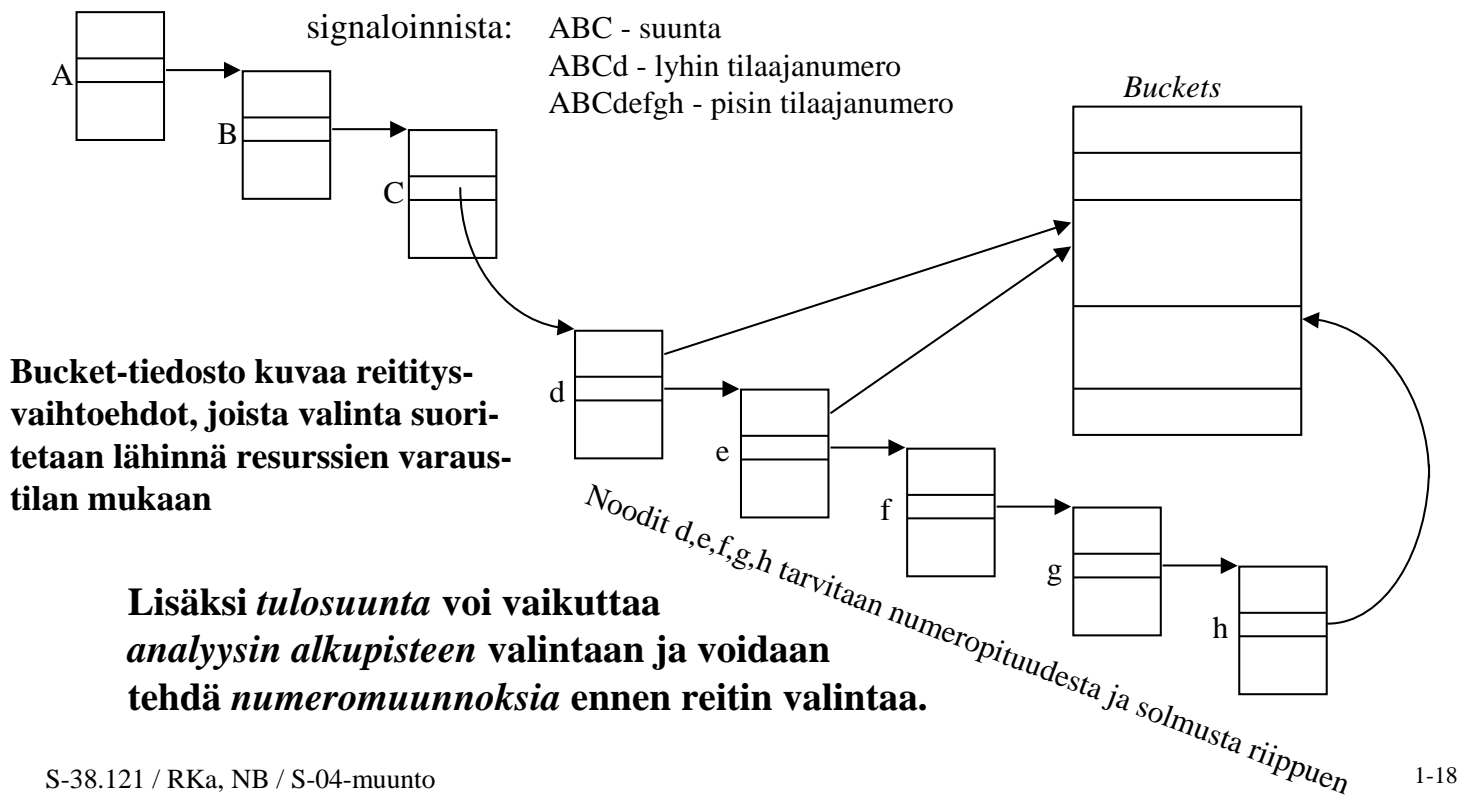 signaloinnista: ABC - suunta
ABCd - lyhin tilaajanumero
ABCdefgh - pisin tilaajanumero
Buckets
A
B
C
d
e
f
g
h
Bucket-tiedosto kuvaa reititys-
vaihtoehdot, joista valinta suori-
tetaan lähinnä resurssien varaus-
tilan mukaan
Noodit d,e,f,g,h tarvitaan numeropituudesta ja solmusta riippuen
Lisäksi tulosuunta voi vaikuttaa
analyysin alkupisteen valintaan ja voidaan
tehdä numeromuunnoksia ennen reitin valintaa.
S-38.121 / RKa, NB / S-04-muunto
1-18